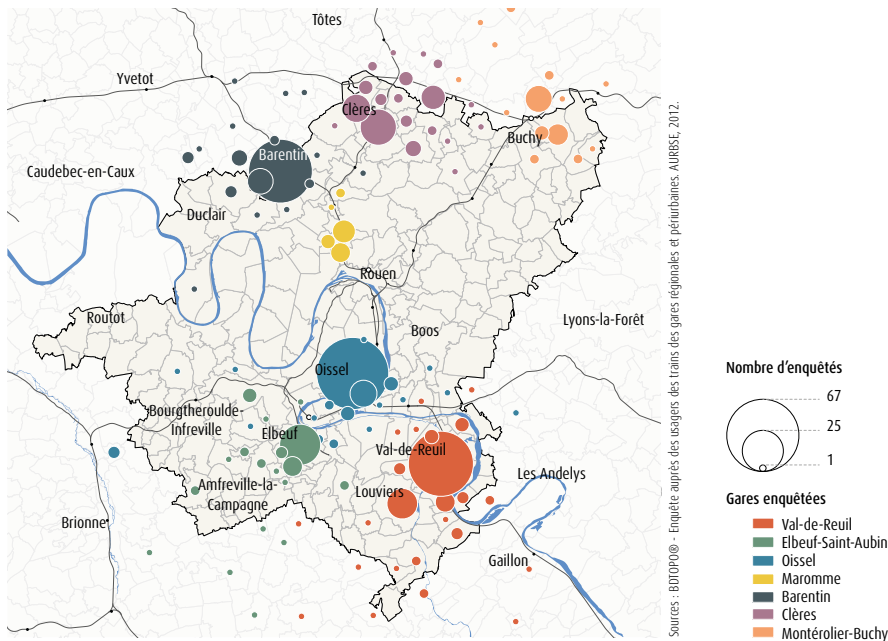 Tôtes
Yvetot
Clères
Buchy
Barentin
Caudebec-en-Caux
Duclair
Rouen
Routot
Boos
Lyons-la-Forêt
Oissel
Bourgtheroulde-
Infreville
Elbeuf
Val-de-Reuil
Les Andelys
Amfreville-la-
Campagne
Louviers
Brionne
Gaillon
Sources : BDTOPO® - Enquête auprès des usagers des trains des gares régionales et périurbaines, AURBSE, 2012.
Nombre d'enquêtés
67
25
1
Gares enquêtées
Val-de-Reuil
Elbeuf-Saint-Aubin
Oissel
Maromme
Barentin
Clères
Montérolier-Buchy